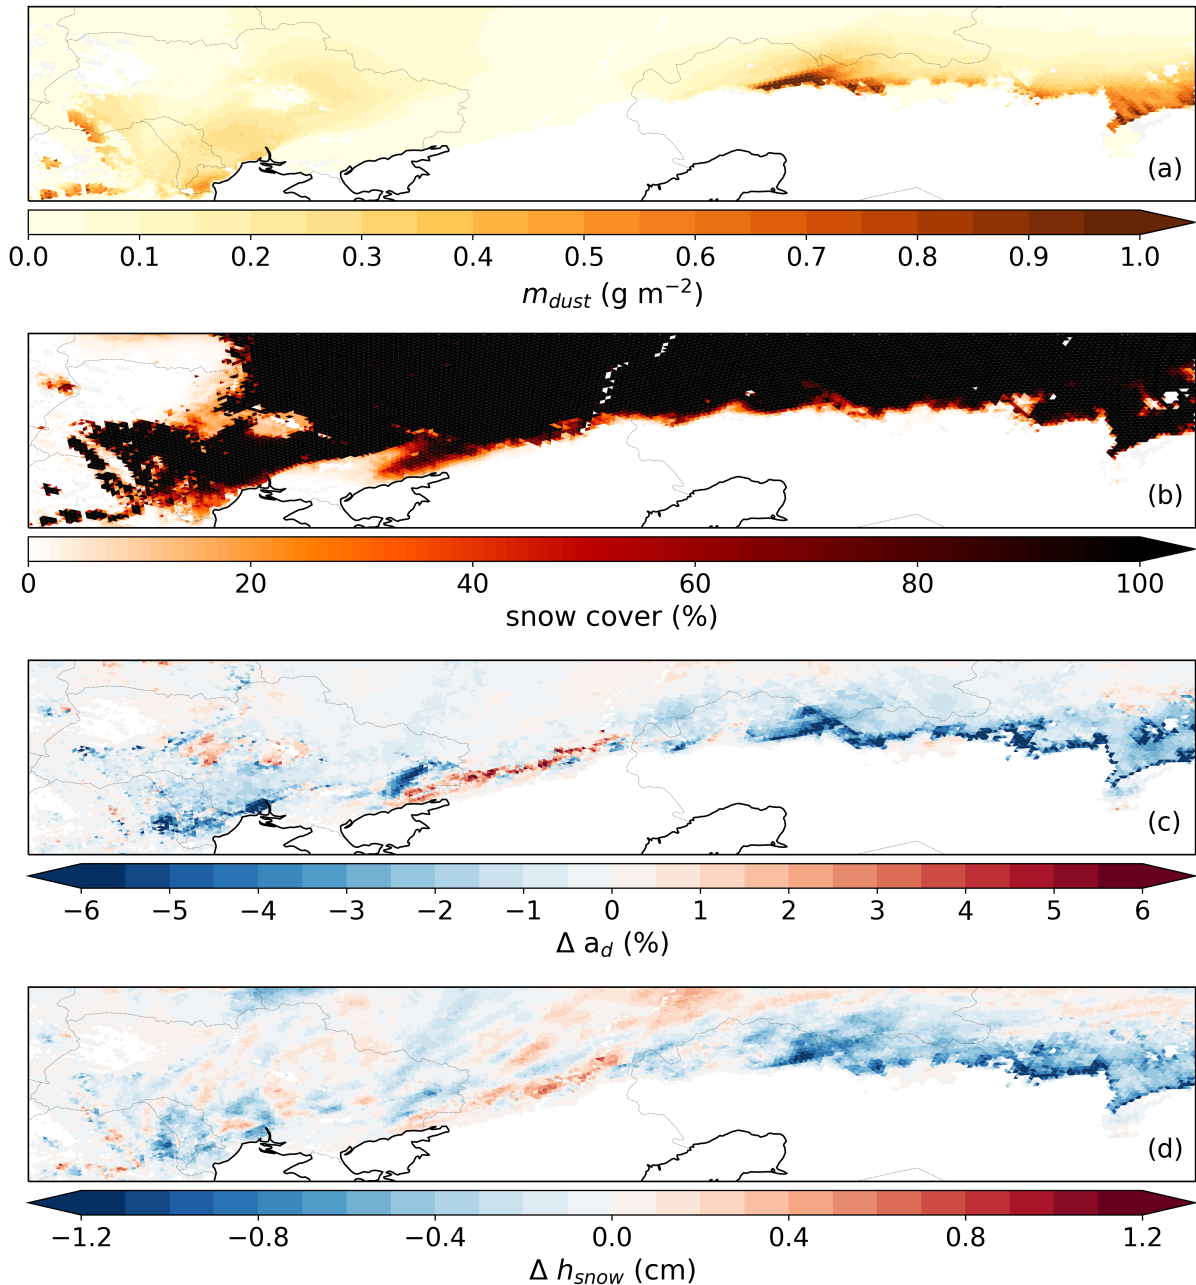 (a)
0.0 0.1 0.2 0.3 0.4 0.5 0.6 0.7 0.8 0.9 1.0
m_dust (g m⁻²)
(b)
0 20 40 60 80 100
snow cover (%)
(c)
−6 −5 −4 −3 −2 −1 0 1 2 3 4 5 6
Δ a_d (%)
(d)
−1.2 −0.8 −0.4 0.0 0.4 0.8 1.2
Δ h_snow (cm)